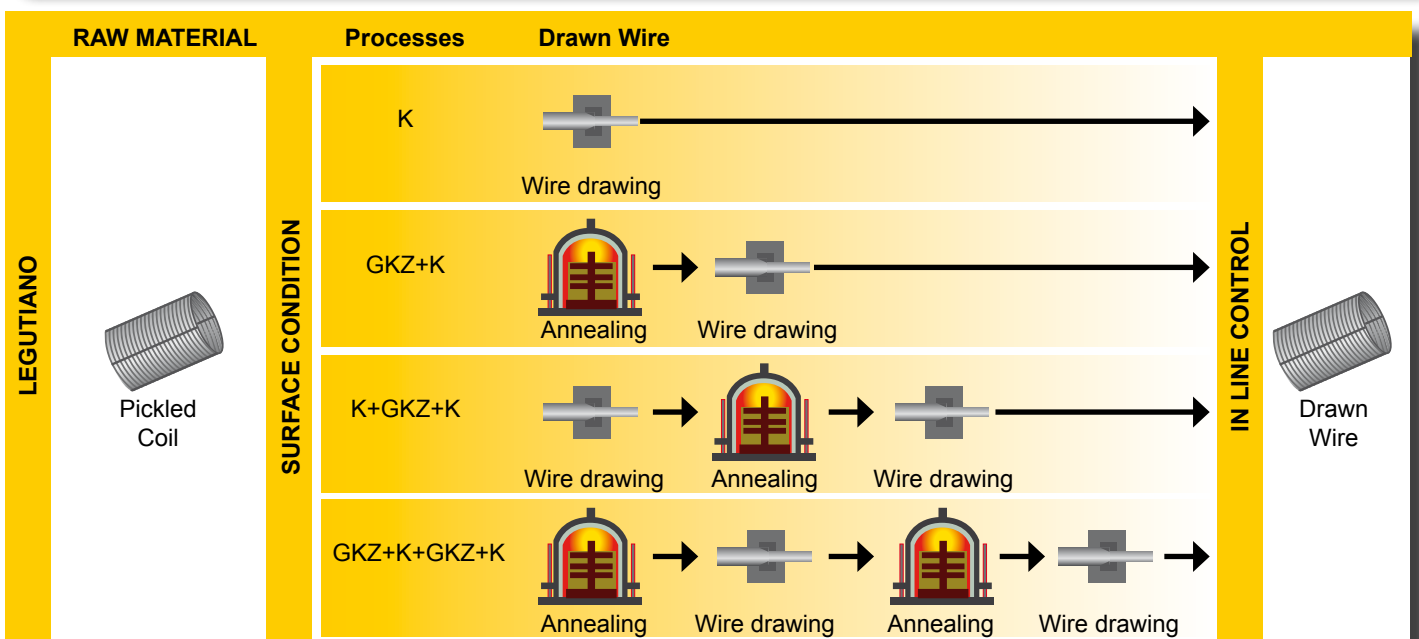 RAW MATERIAL
Processes
Drawn Wire
LEGUTIANO
Pickled
Coil
SURFACE CONDITION
K
Wire drawing
GKZ+K
Annealing
Wire drawing
K+GKZ+K
Wire drawing
Annealing
Wire drawing
GKZ+K+GKZ+K
Annealing
Wire drawing
Annealing
Wire drawing
IN LINE CONTROL
Drawn
Wire